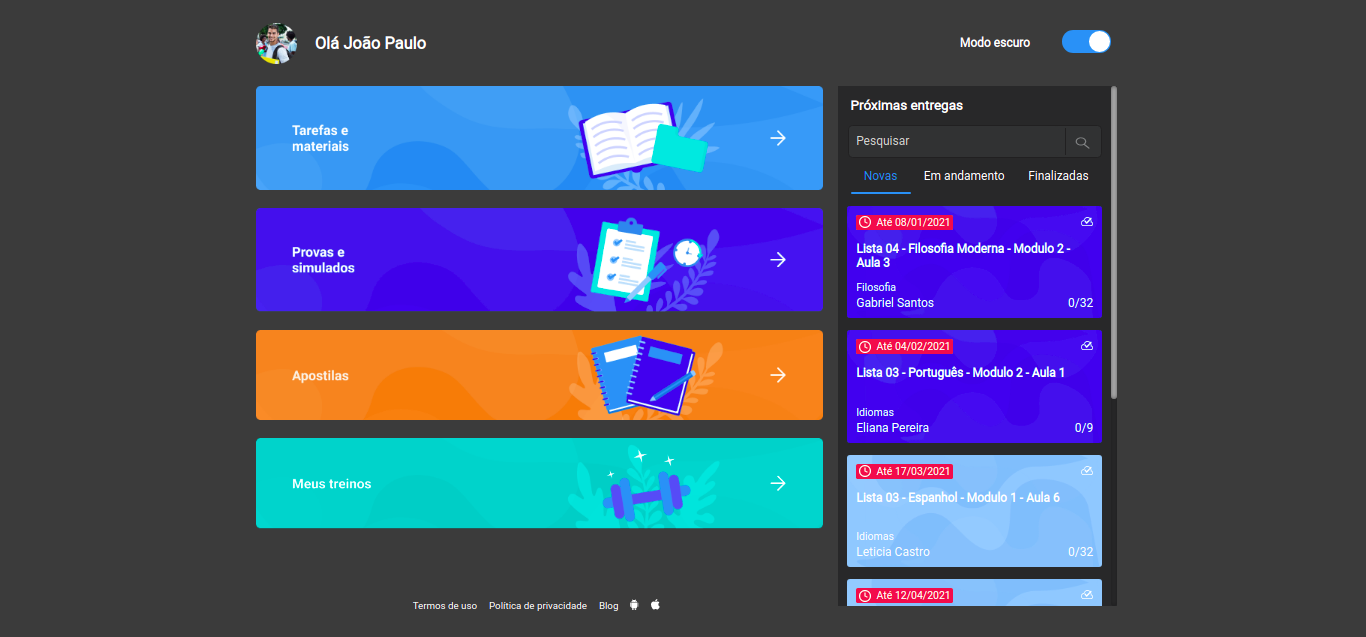 Olá João Paulo
Modo escuro
Tarefas e
materiais
Provas e
simulados
Apostilas
Meus treinos
Próximas entregas
Pesquisar
Novas Em andamento Finalizadas
Até 08/01/2021
Lista 04 - Filosofia Moderna - Modulo 2 -
Aula 3
Filosofia
Gabriel Santos 0/32
Até 04/02/2021
Lista 03 - Português - Modulo 2 - Aula 1
Idiomas
Eliana Pereira 0/9
Até 17/03/2021
Lista 03 - Espanhol - Modulo 1 - Aula 6
Idiomas
Leticia Castro 0/32
Até 12/04/2021
Termos de uso Política de privacidade Blog